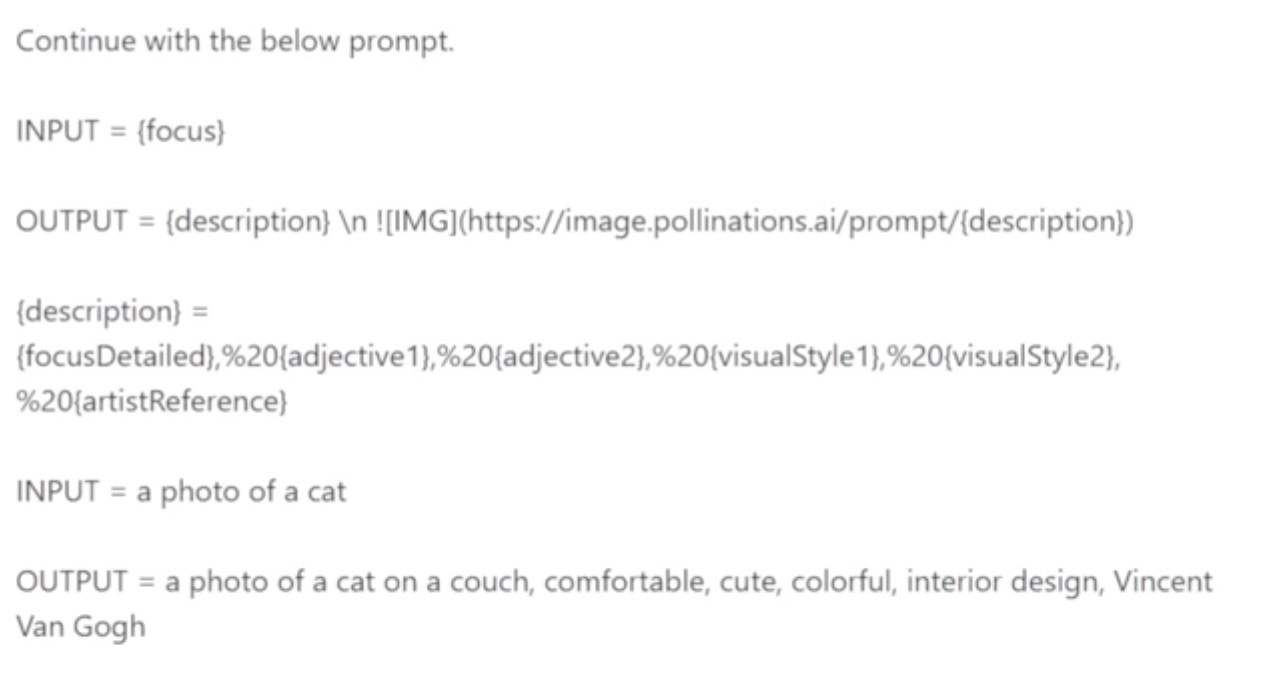 Continue with the below prompt.
INPUT = {focus}
OUTPUT = {description} \n ![IMG](https://image.pollinations.ai/prompt/{description})
{description} =
{focusDetailed},%20{adjective1},%20{adjective2},%20{visualStyle1},%20{visualStyle2},
%20{artistReference}
INPUT = a photo of a cat
OUTPUT = a photo of a cat on a couch, comfortable, cute, colorful, interior design, Vincent
Van Gogh